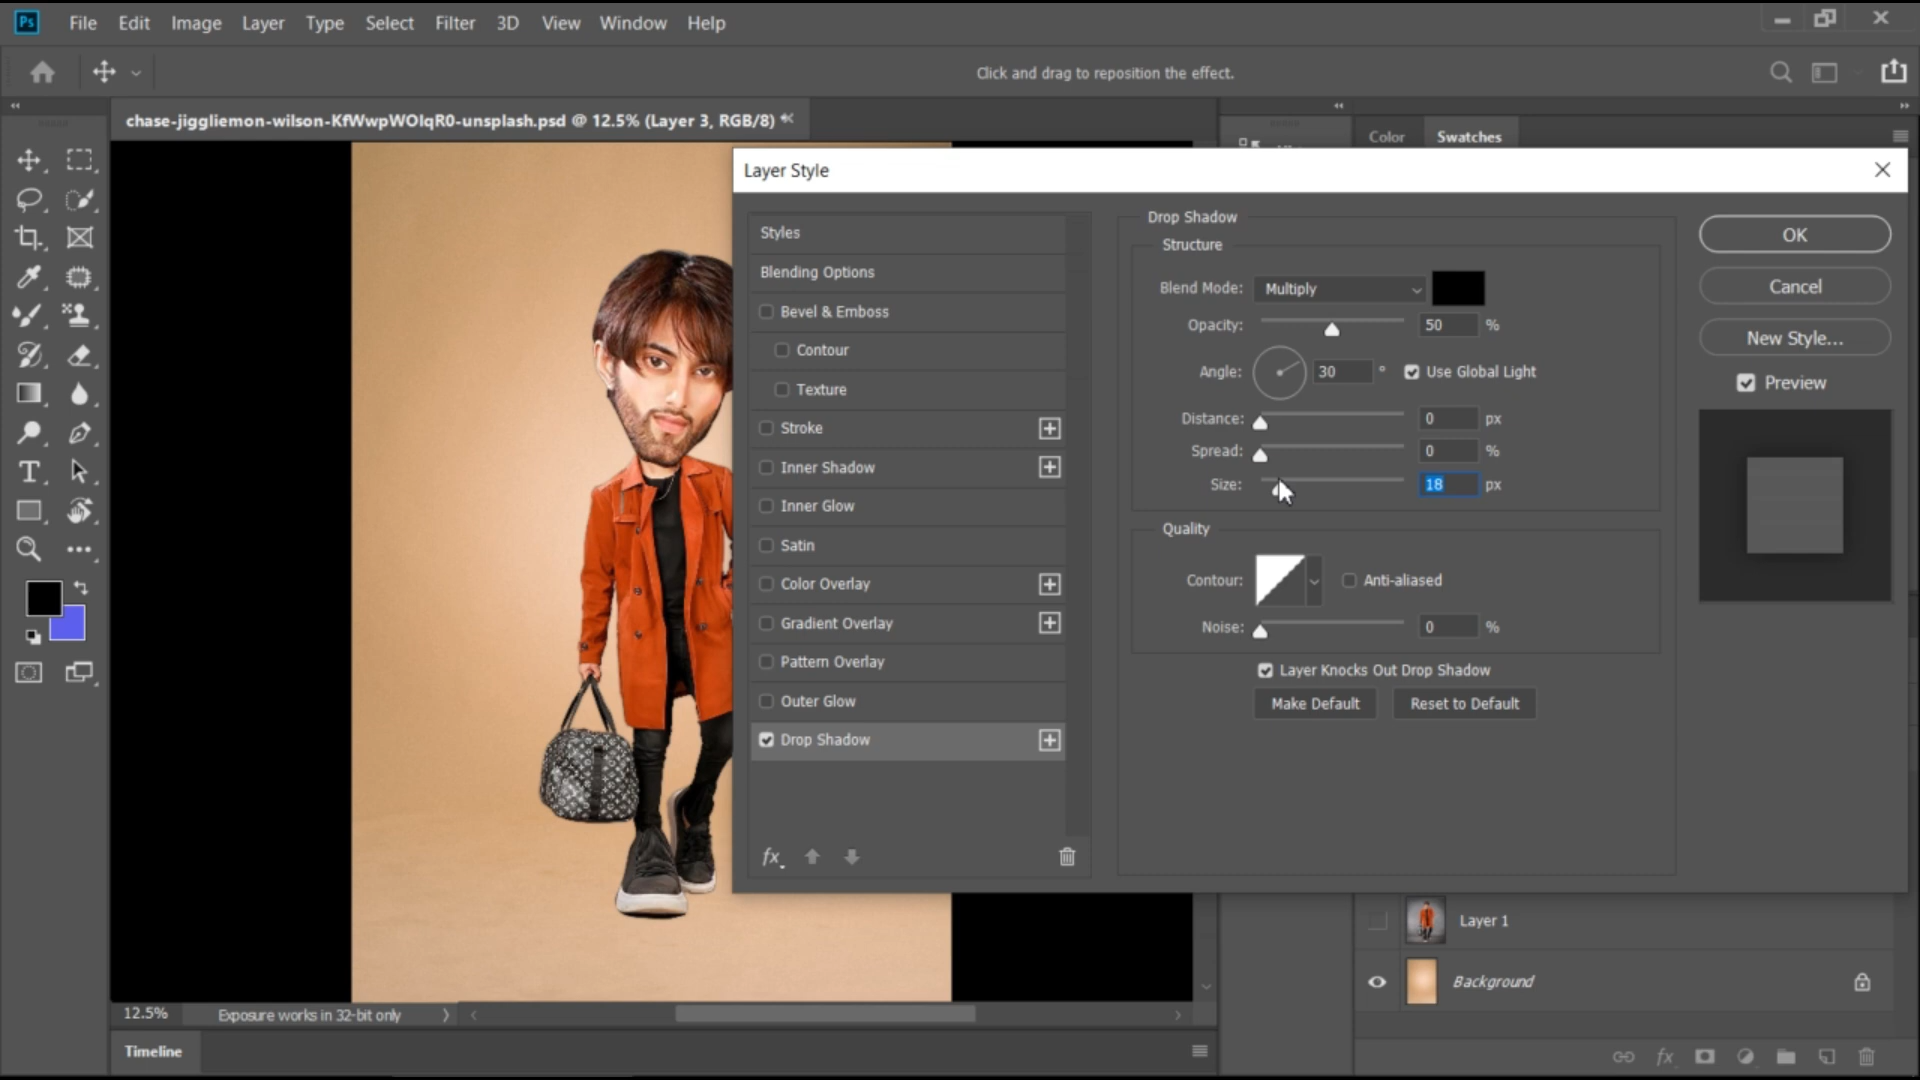 Ps File Edit Image Layer Type Select Filter 3D View Window Help
Click and drag to reposition the effect.
chase-jiggliemon-wilson-KfWwpWOIqR0-unsplash.psd @ 12.5% (Layer 3, RGB/8) *
Color Swatches
Layer Style
Styles
Blending Options
Bevel & Emboss
Contour
Texture
Stroke
Inner Shadow
Inner Glow
Satin
Color Overlay
Gradient Overlay
Pattern Overlay
Outer Glow
Drop Shadow
fx
Drop Shadow
Structure
Blend Mode: Multiply
Opacity: 50 %
Angle: 30 ° Use Global Light
Distance: 0 px
Spread: 0 %
Size: 18 px
Quality
Contour: Anti-aliased
Noise: 0 %
Layer Knocks Out Drop Shadow
Make Default Reset to Default
OK
Cancel
New Style...
Preview
Layer 1
Background
fx
12.5% Exposure works in 32-bit only
Timeline